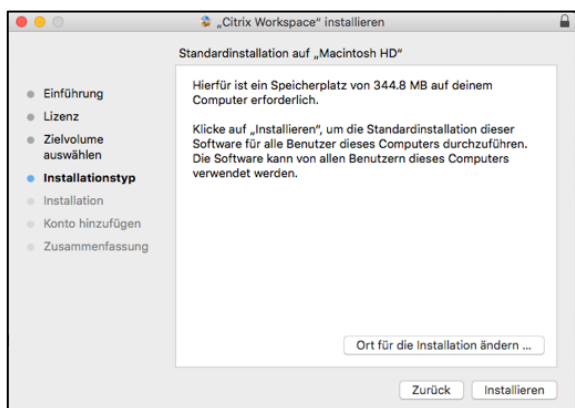 „Citrix Workspace“ installieren
Standardinstallation auf „Macintosh HD“
Einführung
Lizenz
Zielvolume
auswählen
Installationstyp
Installation
Konto hinzufügen
Zusammenfassung
Hierfür ist ein Speicherplatz von 344.8 MB auf deinem
Computer erforderlich.
Klicke auf „Installieren“, um die Standardinstallation dieser
Software für alle Benutzer dieses Computers durchzuführen.
Die Software kann von allen Benutzern dieses Computers
verwendet werden.
Ort für die Installation ändern ...
Zurück
Installieren